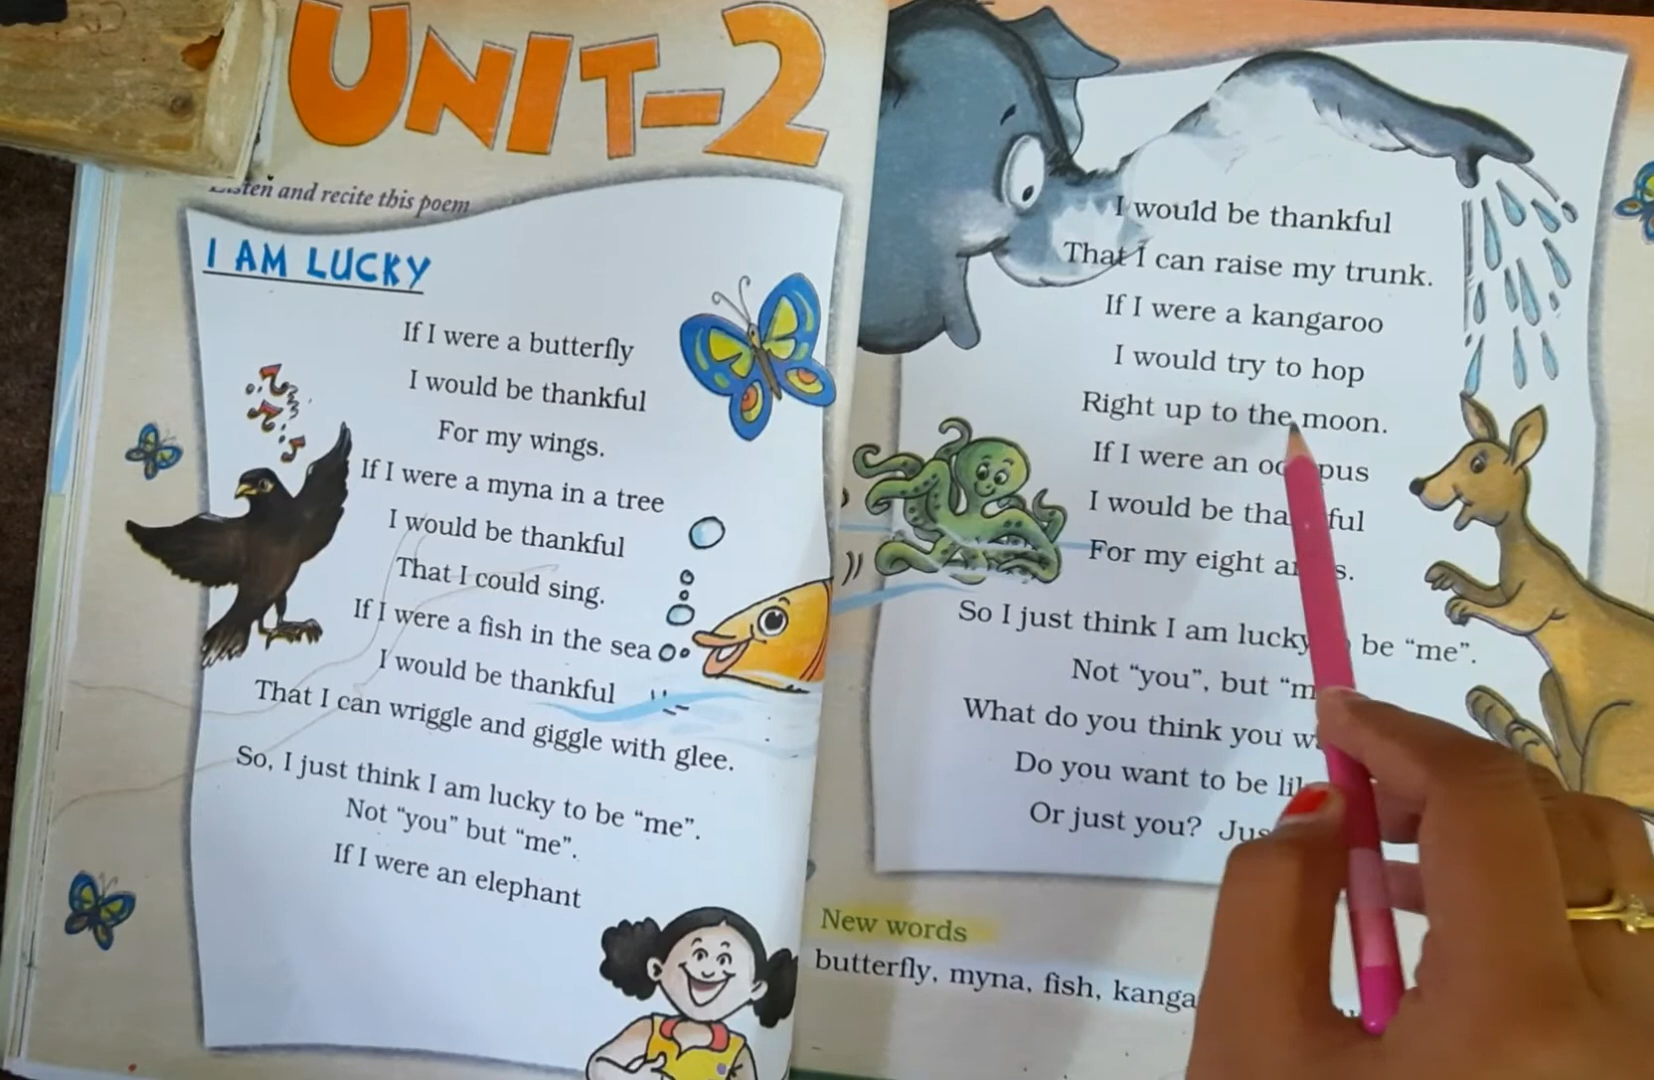 UNIT-2
and recite this poem
I AM LUCKY
If I were a butterfly
I would be thankful
For my wings.
If I were a myna in a tree
I would be thankful
That I could sing.
If I were a fish in the sea
I would be thankful
That I can wriggle and giggle with glee.
So, I just think I am lucky to be “me”.
Not “you” but “me”.
If I were an elephant
I would be thankful
That I can raise my trunk.
If I were a kangaroo
I would try to hop
Right up to the moon.
If I were an
I would be
For my eight
So I just think I am lucky be “me”.
Not “you”, but
What do you think you
Do you want to be
Or just you?
New words
butterfly, myna, fish,